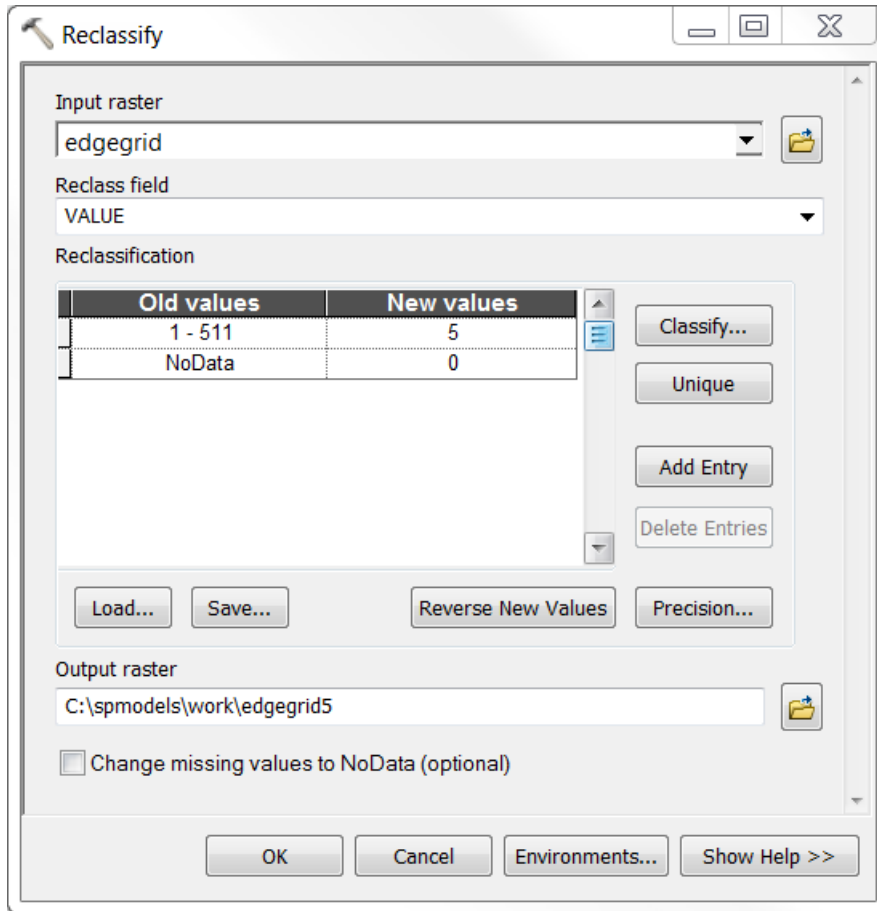 Reclassify
Input raster
edgegrid
Reclass field
VALUE
Reclassification
Old values New values
1 - 511 5
NoData 0
Classify...
Unique
Add Entry
Delete Entries
Load... Save... Reverse New Values Precision...
Output raster
C:\spmodels\work\edgegrid5
Change missing values to NoData (optional)
OK Cancel Environments... Show Help >>